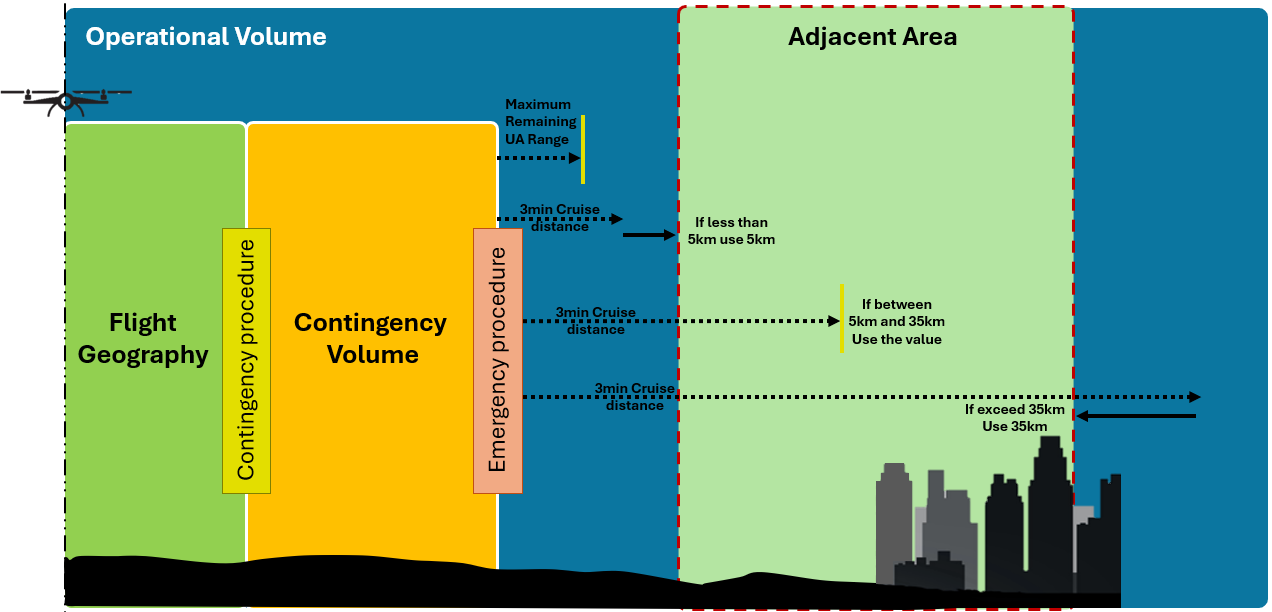 Operational Volume
Adjacent Area
Maximum
Remaining
UA Range
3min Cruise
distance
If less than
5km use 5km
Flight
Geography
Contingency procedure
Contingency
Volume
Emergency procedure
3min Cruise
distance
If between
5km and 35km
Use the value
3min Cruise
distance
If exceed 35km
Use 35km